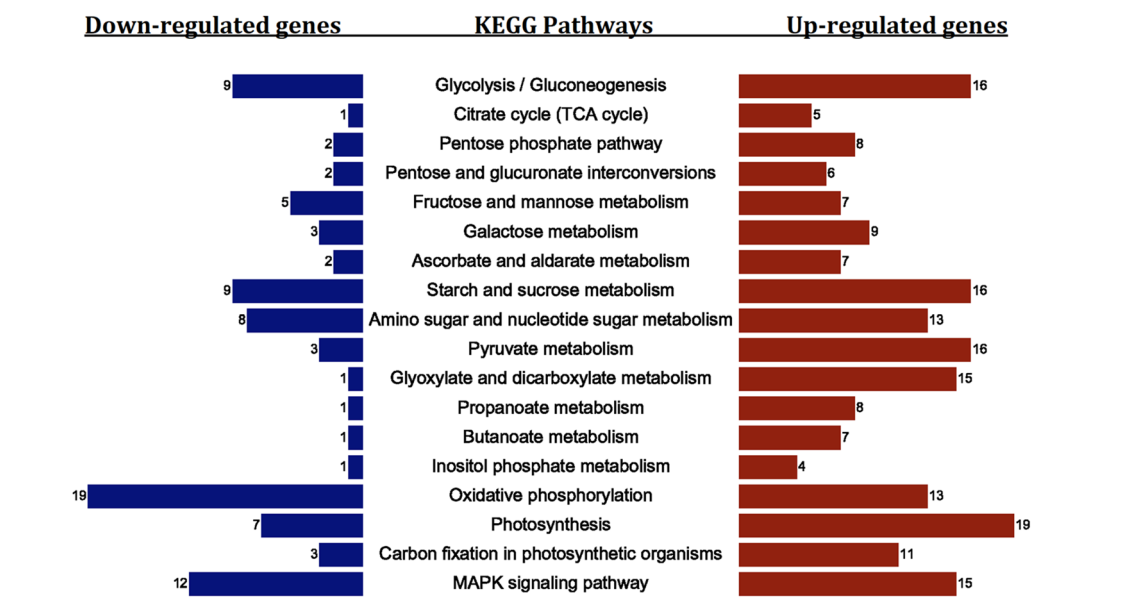 Down-regulated genes KEGG Pathways Up-regulated genes
9 Glycolysis / Gluconeogenesis 16
1 Citrate cycle (TCA cycle) 5
2 Pentose phosphate pathway 8
2 Pentose and glucuronate interconversions 6
5 Fructose and mannose metabolism 7
3 Galactose metabolism 9
2 Ascorbate and aldarate metabolism 7
9 Starch and sucrose metabolism 16
8 Amino sugar and nucleotide sugar metabolism 13
3 Pyruvate metabolism 16
1 Glyoxylate and dicarboxylate metabolism 15
1 Propanoate metabolism 8
1 Butanoate metabolism 7
1 Inositol phosphate metabolism 4
19 Oxidative phosphorylation 13
7 Photosynthesis 19
3 Carbon fixation in photosynthetic organisms 11
12 MAPK signaling pathway 15